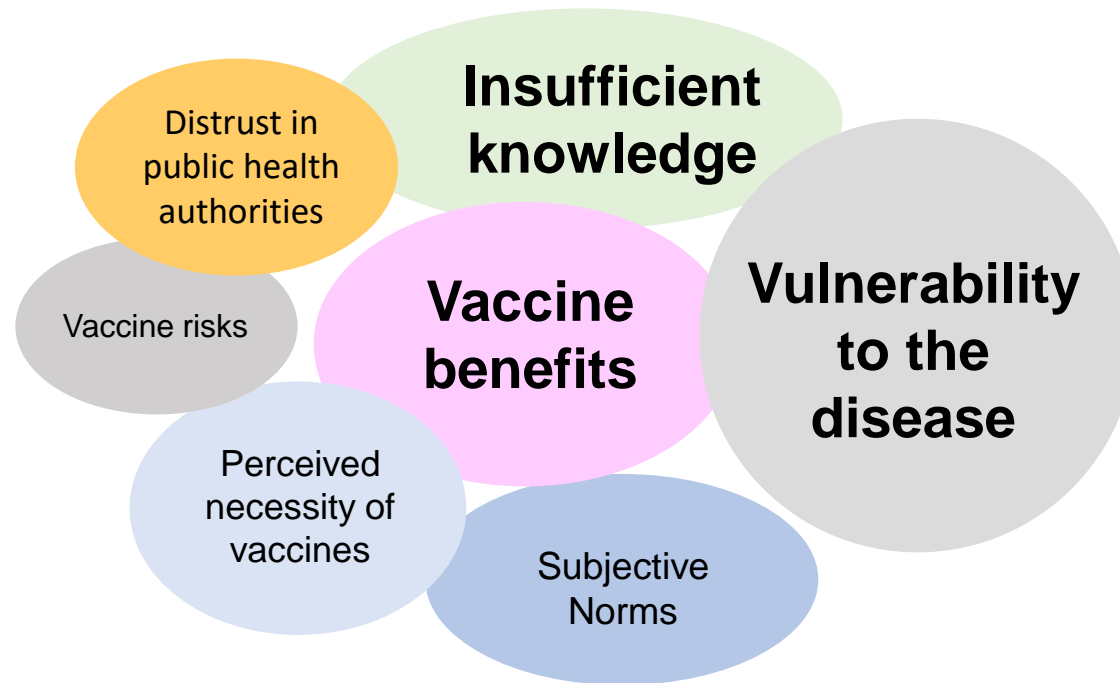 Insufficient
knowledge
Distrust in
public health
authorities
Vaccine
benefits
Vulnerability
to the
disease
Vaccine risks
Perceived
necessity of
vaccines
Subjective
Norms